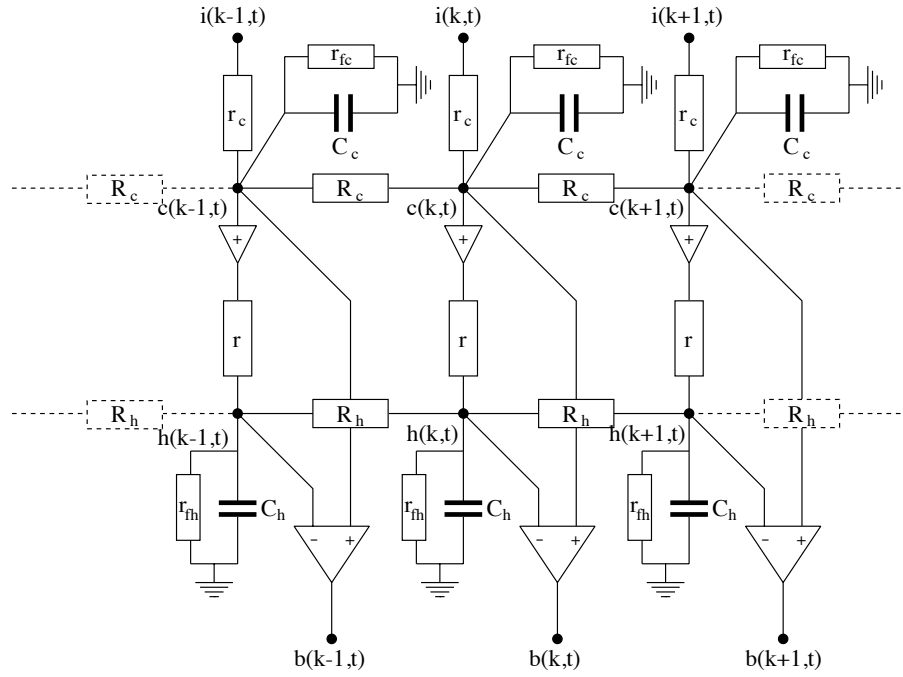 i(k-1,t) i(k,t) i(k+1,t)
r_fc r_fc r_fc
r_c r_c r_c
C_c C_c C_c
R_c R_c R_c R_c
c(k-1,t) c(k,t) c(k+1,t)
+ + +
r r r
R_h R_h R_h R_h
h(k-1,t) h(k,t) h(k+1,t)
r_fh C_h r_fh C_h r_fh C_h
- + - + - +
b(k-1,t) b(k,t) b(k+1,t)